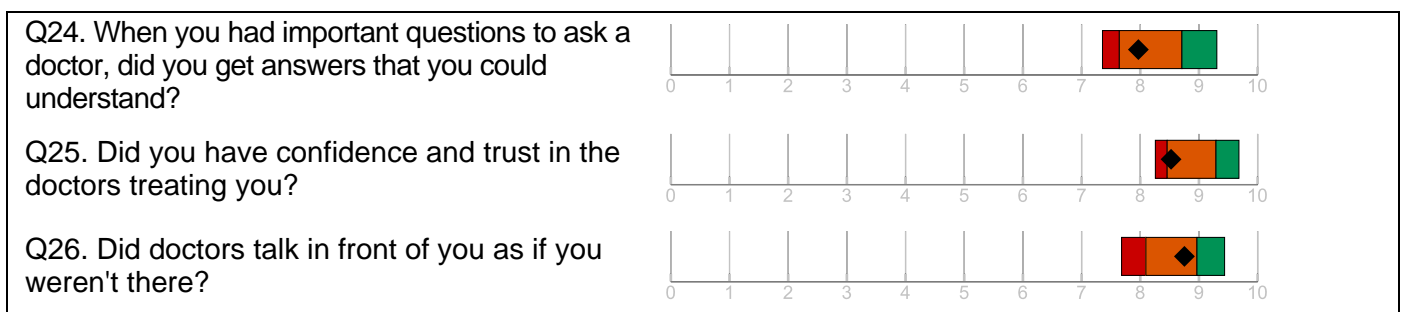 Q24. When you had important questions to ask a
doctor, did you get answers that you could
understand?
0 1 2 3 4 5 6 7 8 9 10
Q25. Did you have confidence and trust in the
doctors treating you?
0 1 2 3 4 5 6 7 8 9 10
Q26. Did doctors talk in front of you as if you
weren't there?
0 1 2 3 4 5 6 7 8 9 10